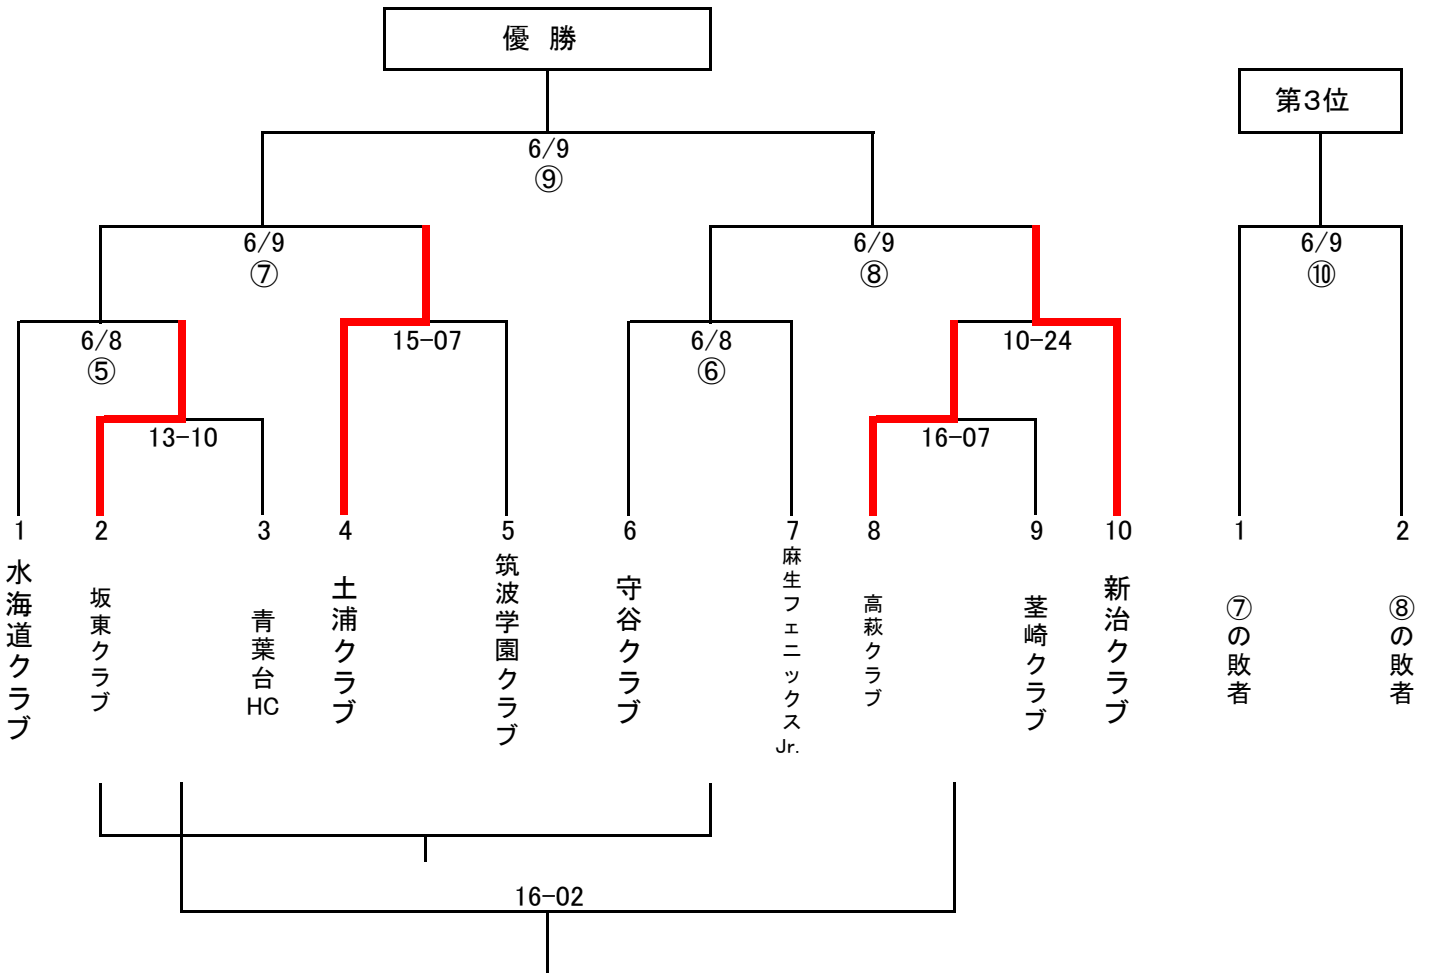 優 勝
第3位
6/9
⑨
6/9
⑦
6/9
⑧
6/9
⑩
6/8
⑤
15-07
6/8
⑥
10-24
13-10
16-07
1
2
3
4
5
6
7
8
9
10
1
2
水海道クラブ
坂東クラブ
青葉台HC
土浦クラブ
筑波学園クラブ
守谷クラブ
麻生フェニックスJr.
高萩クラブ
茎崎クラブ
新治クラブ
⑦の敗者
⑧の敗者
16-02